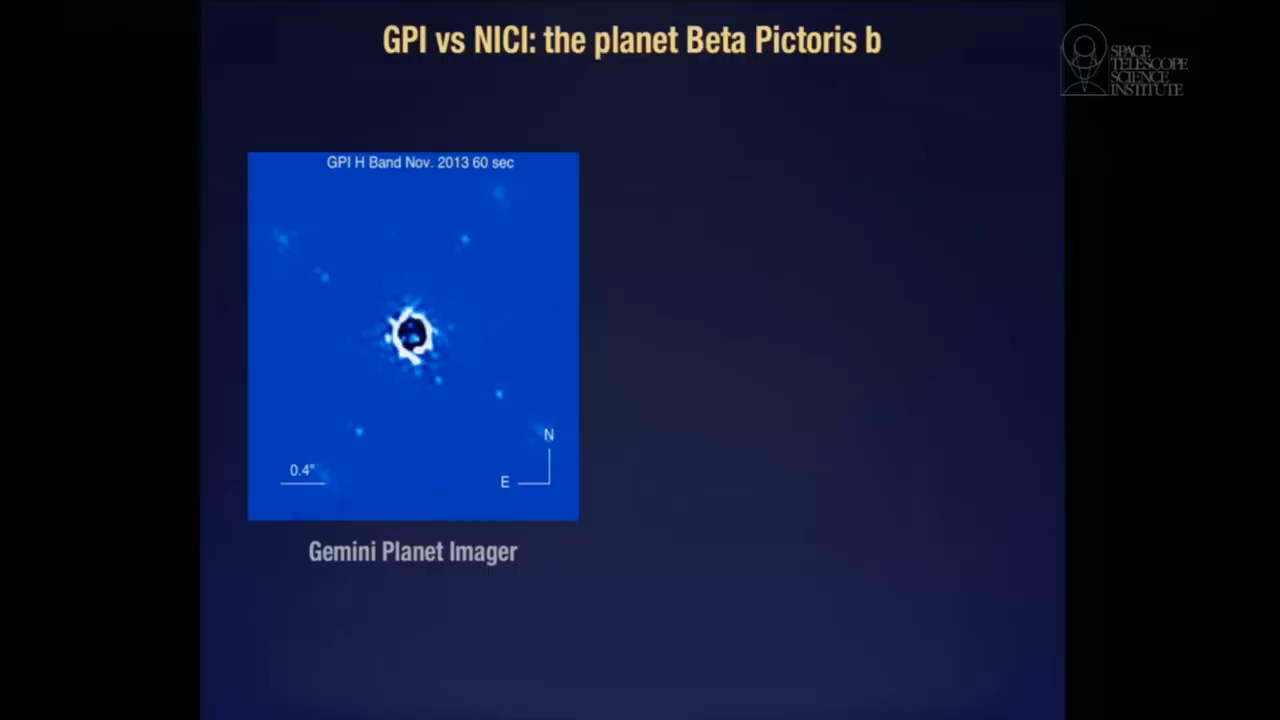 GPI vs NICI: the planet Beta Pictoris b
SPACE
TELESCOPE
SCIENCE
INSTITUTE
GPI H Band Nov. 2013 60 sec
N
0.4"
E
Gemini Planet Imager